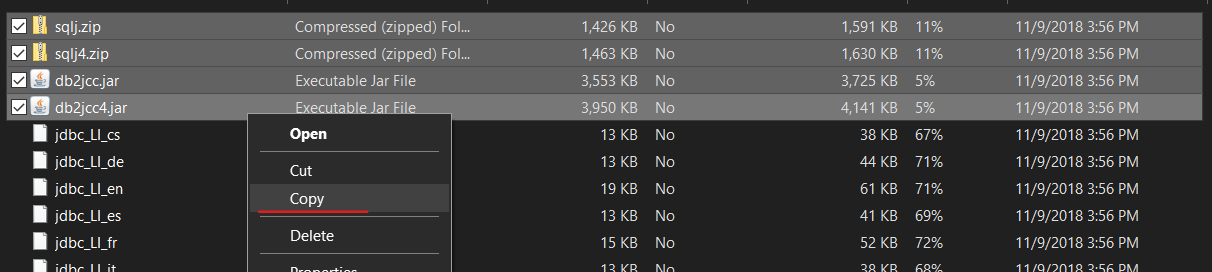 sqlj.zip Compressed (zipped) Fol... 1,426 KB No 1,591 KB 11% 11/9/2018 3:56 PM
sqlj4.zip Compressed (zipped) Fol... 1,463 KB No 1,630 KB 11% 11/9/2018 3:56 PM
db2jcc.jar Executable Jar File 3,553 KB No 3,725 KB 5% 11/9/2018 3:56 PM
db2jcc4.jar Executable Jar File 3,950 KB No 4,141 KB 5% 11/9/2018 3:56 PM
jdbc_LI_cs Open 13 KB No 38 KB 67% 11/9/2018 3:56 PM
jdbc_LI_de Cut 13 KB No 44 KB 71% 11/9/2018 3:56 PM
jdbc_LI_en Copy 19 KB No 61 KB 71% 11/9/2018 3:56 PM
jdbc_LI_es 13 KB No 41 KB 69% 11/9/2018 3:56 PM
jdbc_LI_fr Delete 15 KB No 52 KB 72% 11/9/2018 3:56 PM
jdbc_LI_it Properties 13 KB No 38 KB 68% 11/9/2018 3:56 PM